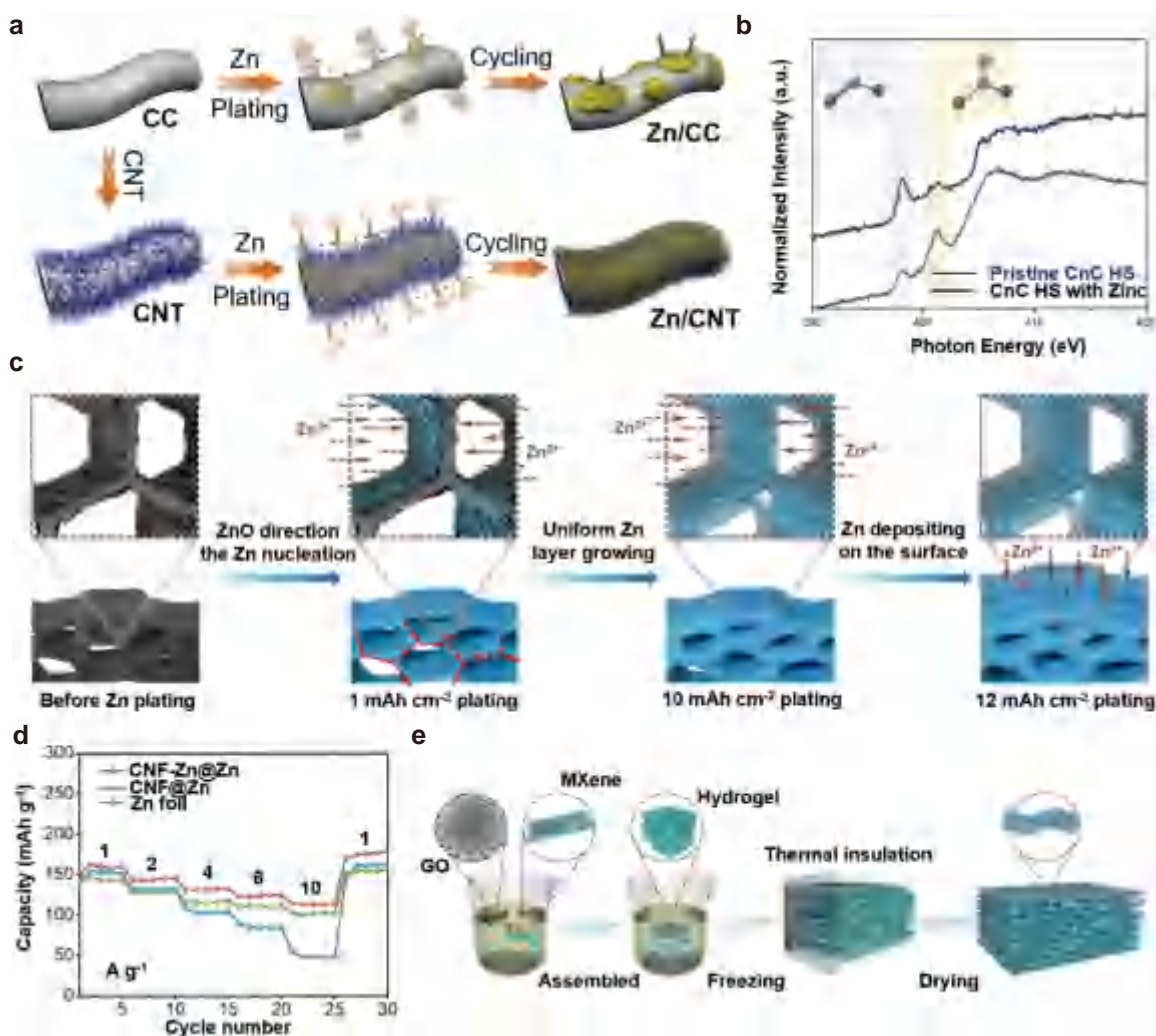 a
CC
Zn
Plating
Cycling
Zn/CC
CNT
CNT
Zn
Plating
Cycling
Zn/CNT
b
Normalized Intensity (a.u.)
Pristine CnC HS
CnC HS with Zinc
400
410
Photon Energy (eV)
c
ZnO direction
the Zn nucleation
Uniform Zn
layer growing
Zn depositing
on the surface
Zn²⁺
Zn²⁺
Zn²⁺
Zn²⁺
Zn²⁺
Zn²⁺
Before Zn plating
1 mAh cm⁻² plating
10 mAh cm⁻² plating
12 mAh cm⁻² plating
d
Capacity (mAh g⁻¹)
300
250
200
150
100
50
0
CNF-Zn@Zn
CNF@Zn
Zn foil
1
2
4
10
1
A g⁻¹
5
10
15
20
25
30
Cycle number
e
GO
MXene
Hydrogel
Thermal insulation
Assembled
Freezing
Drying